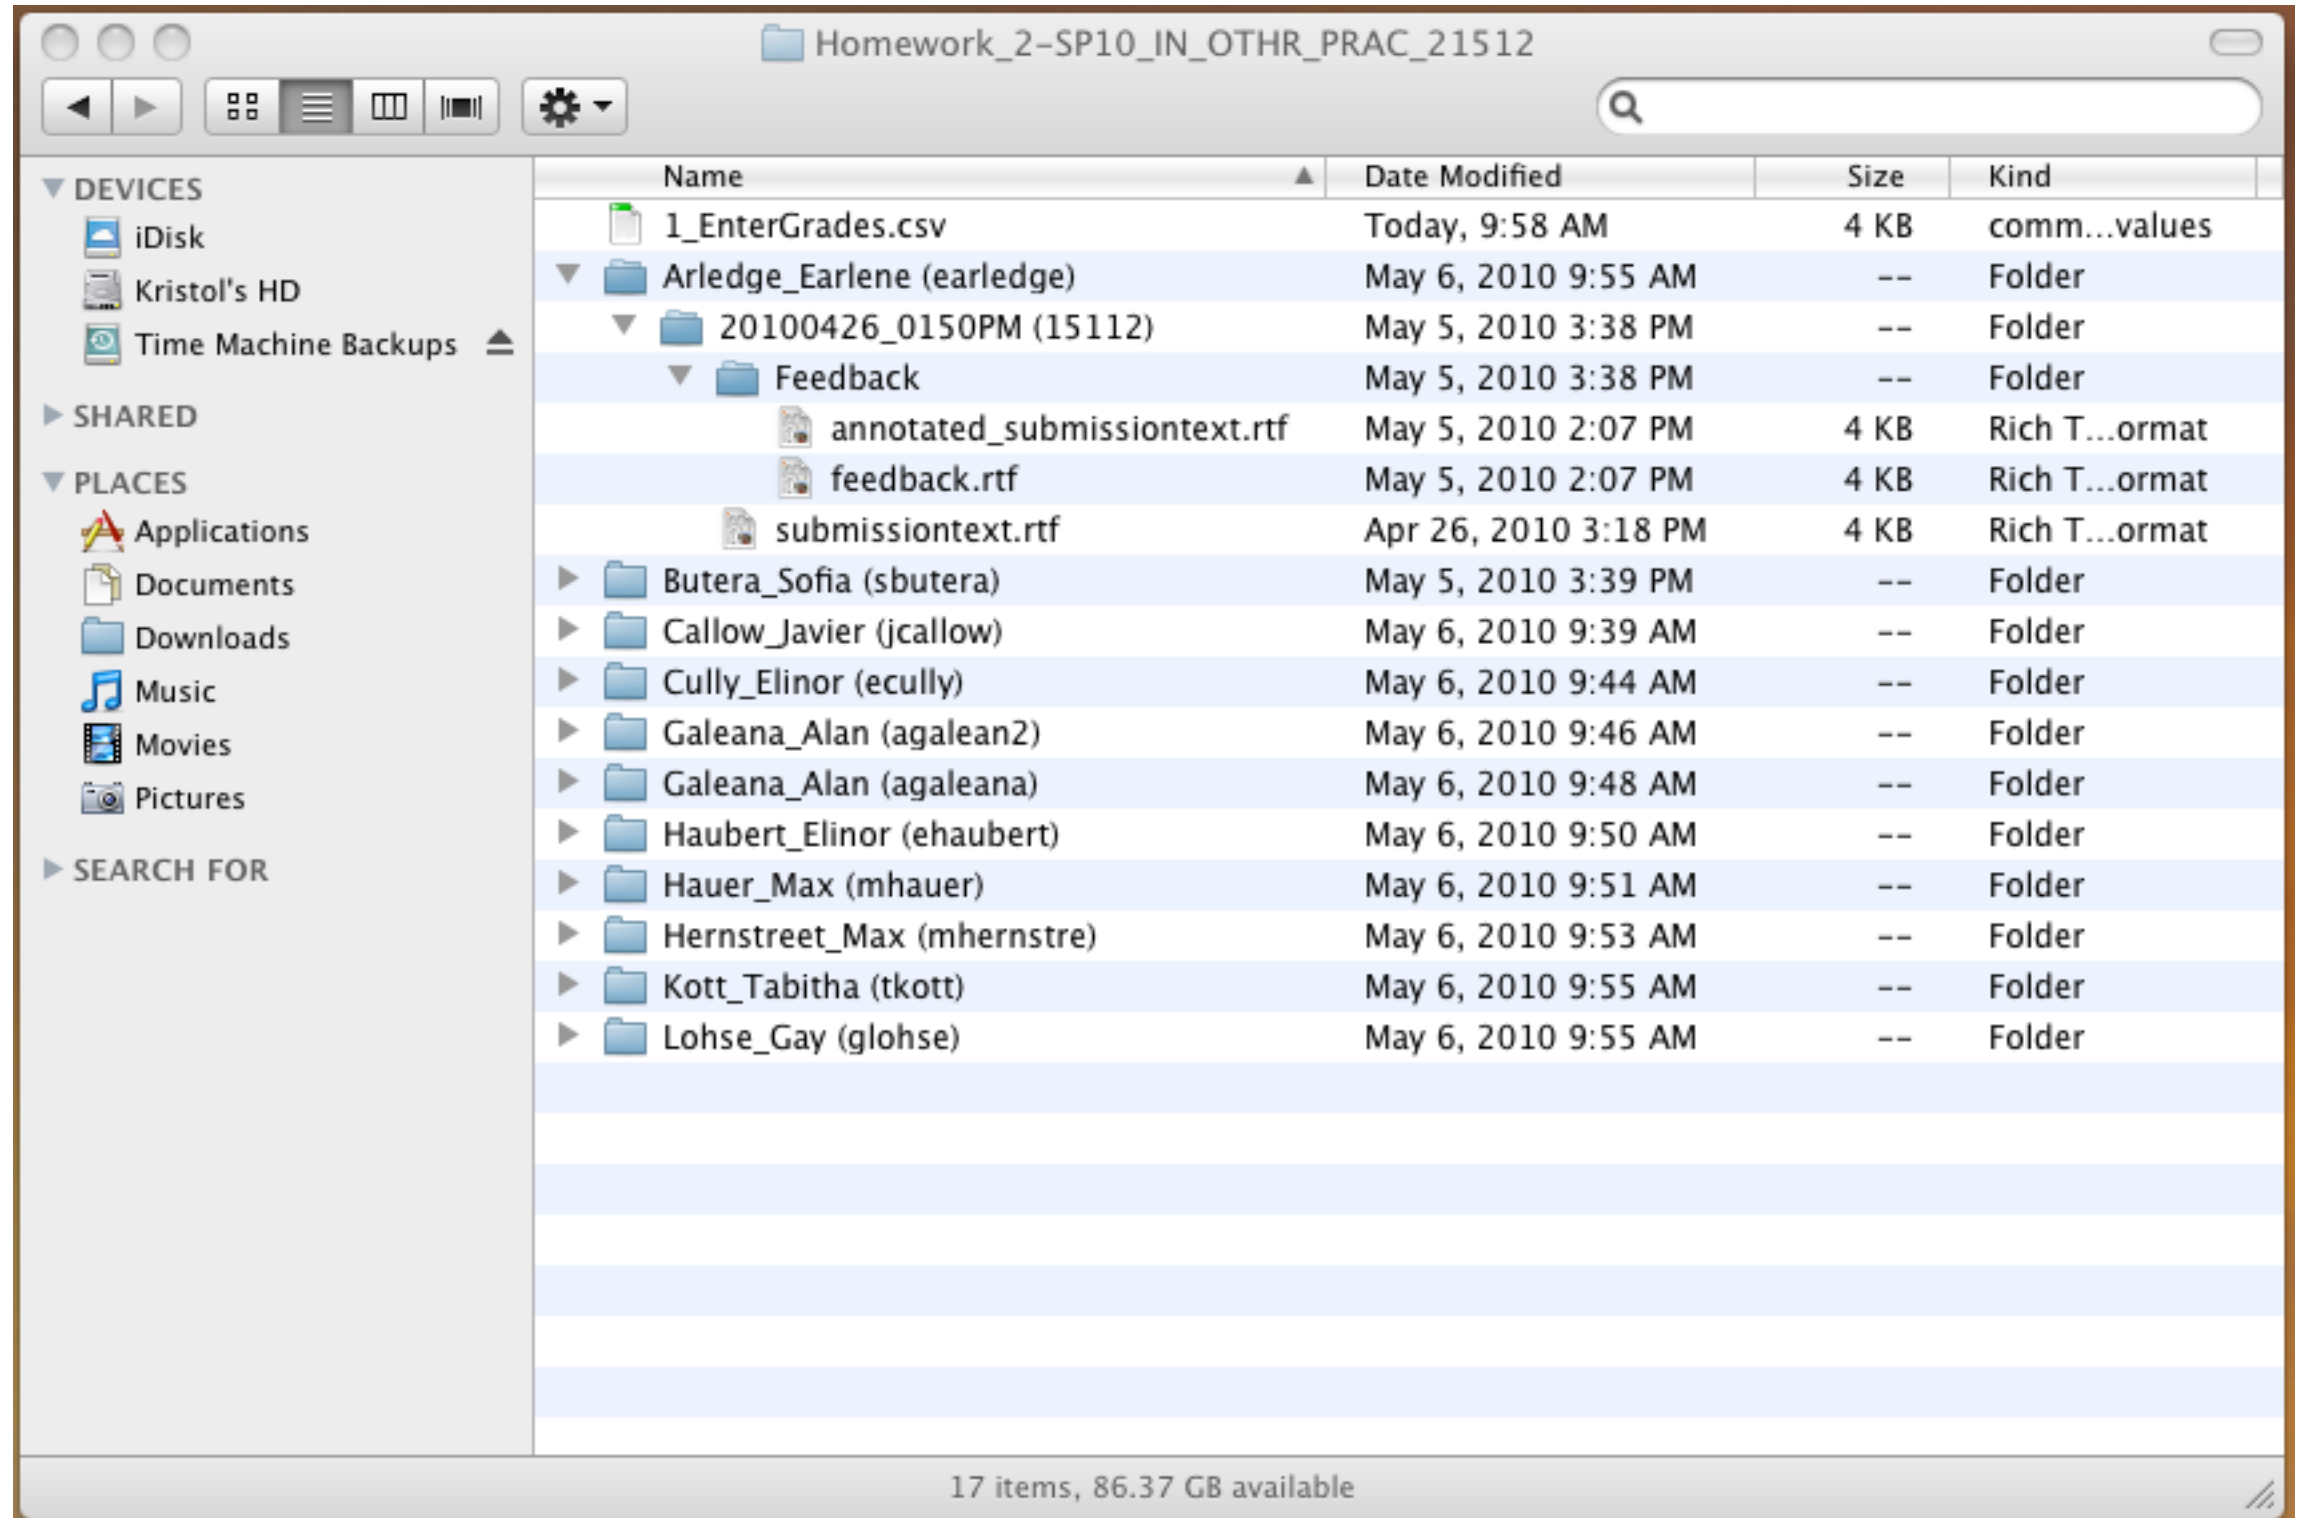 Homework_2-SP10_IN_OTHR_PRAC_21512
DEVICES
iDisk
Kristol's HD
Time Machine Backups
SHARED
PLACES
Applications
Documents
Downloads
Music
Movies
Pictures
SEARCH FOR
Name Date Modified Size Kind
1_EnterGrades.csv Today, 9:58 AM 4 KB comm...values
Arledge_Earlene (earledge) May 6, 2010 9:55 AM -- Folder
20100426_0150PM (15112) May 5, 2010 3:38 PM -- Folder
Feedback May 5, 2010 3:38 PM -- Folder
annotated_submissiontext.rtf May 5, 2010 2:07 PM 4 KB Rich T...ormat
feedback.rtf May 5, 2010 2:07 PM 4 KB Rich T...ormat
submissiontext.rtf Apr 26, 2010 3:18 PM 4 KB Rich T...ormat
Butera_Sofia (sbutera) May 5, 2010 3:39 PM -- Folder
Callow_Javier (jcallow) May 6, 2010 9:39 AM -- Folder
Cully_Elinor (ecully) May 6, 2010 9:44 AM -- Folder
Galeana_Alan (agalean2) May 6, 2010 9:46 AM -- Folder
Galeana_Alan (agaleana) May 6, 2010 9:48 AM -- Folder
Haubert_Elinor (ehaubert) May 6, 2010 9:50 AM -- Folder
Hauer_Max (mhauer) May 6, 2010 9:51 AM -- Folder
Hernstreet_Max (mhernstre) May 6, 2010 9:53 AM -- Folder
Kott_Tabitha (tkott) May 6, 2010 9:55 AM -- Folder
Lohse_Gay (glohse) May 6, 2010 9:55 AM -- Folder
17 items, 86.37 GB available